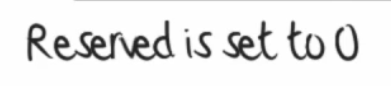 Reserved is set to 0